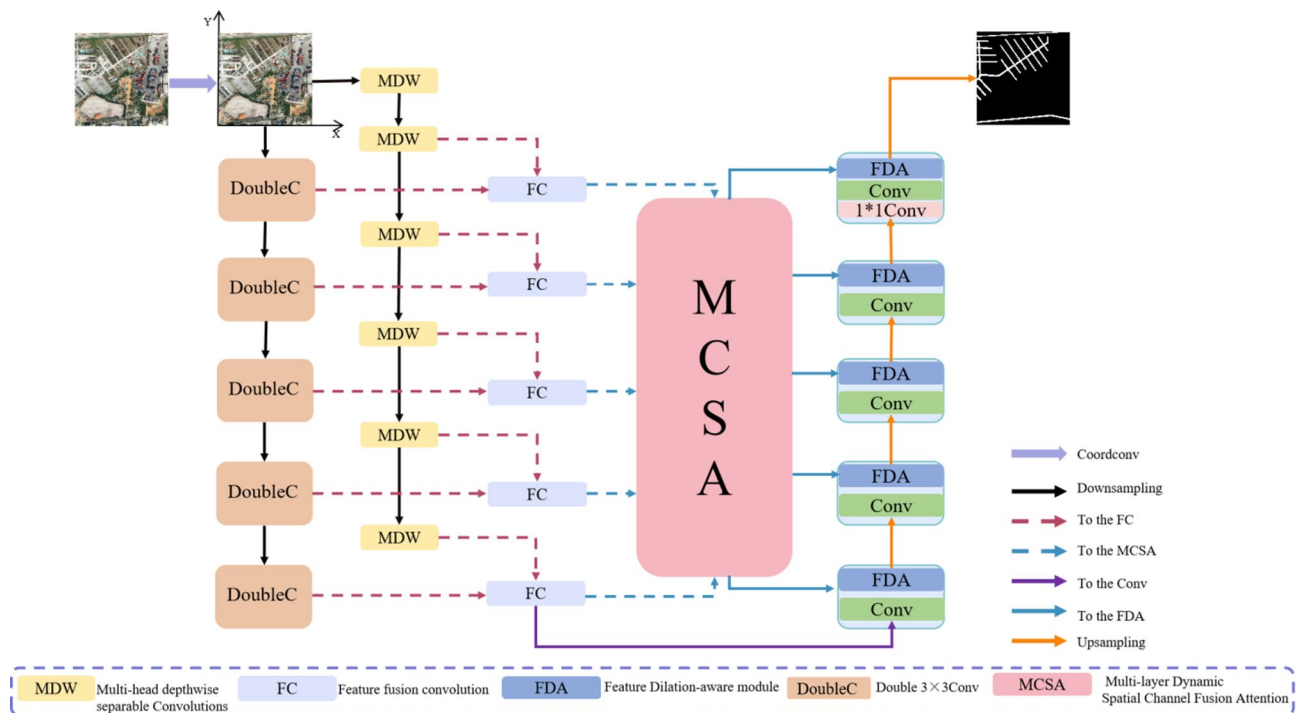 Y
X
MDW
MDW
DoubleC
FC
MDW
DoubleC
FC
MDW
DoubleC
FC
MDW
DoubleC
FC
MDW
DoubleC
FC
M
C
S
A
FDA
Conv
1*1Conv
FDA
Conv
FDA
Conv
FDA
Conv
FDA
Conv
Coordconv
Downsampling
To the FC
To the MCSA
To the Conv
To the FDA
Upsampling
MDW
Multi-head depthwise
separable Convolutions
FC
Feature fusion convolution
FDA
Feature Dilation-aware module
DoubleC
Double 3×3Conv
MCSA
Multi-layer Dynamic
Spatial Channel Fusion Attention